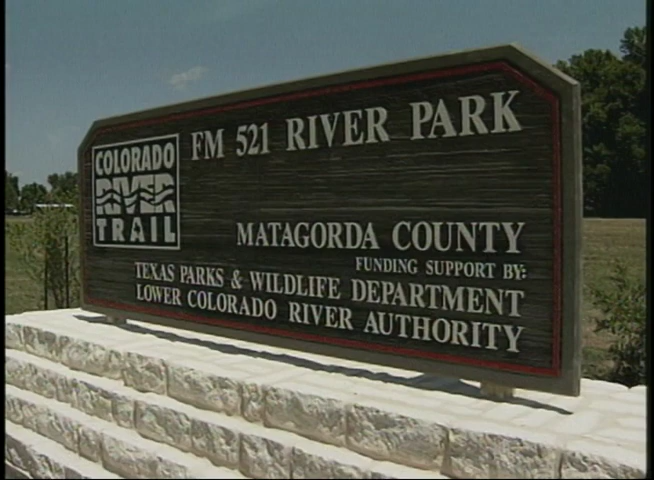 COLORADO
RIVER
TRAIL
FM 521 RIVER PARK
MATAGORDA COUNTY
FUNDING SUPPORT BY:
TEXAS PARKS & WILDLIFE DEPARTMENT
LOWER COLORADO RIVER AUTHORITY